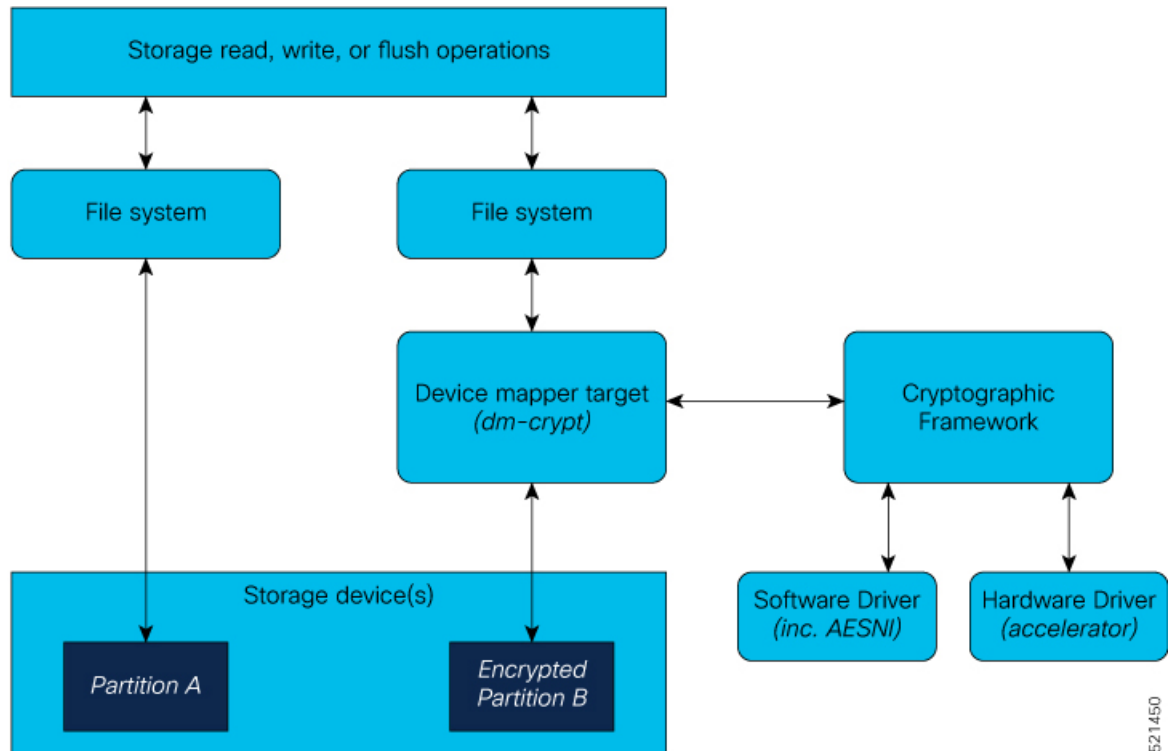 Storage read, write, or flush operations
File system
File system
Device mapper target
(dm-crypt)
Cryptographic
Framework
Storage device(s)
Software Driver
(inc. AESNI)
Hardware Driver
(accelerator)
Partition A
Encrypted
Partition B
521450